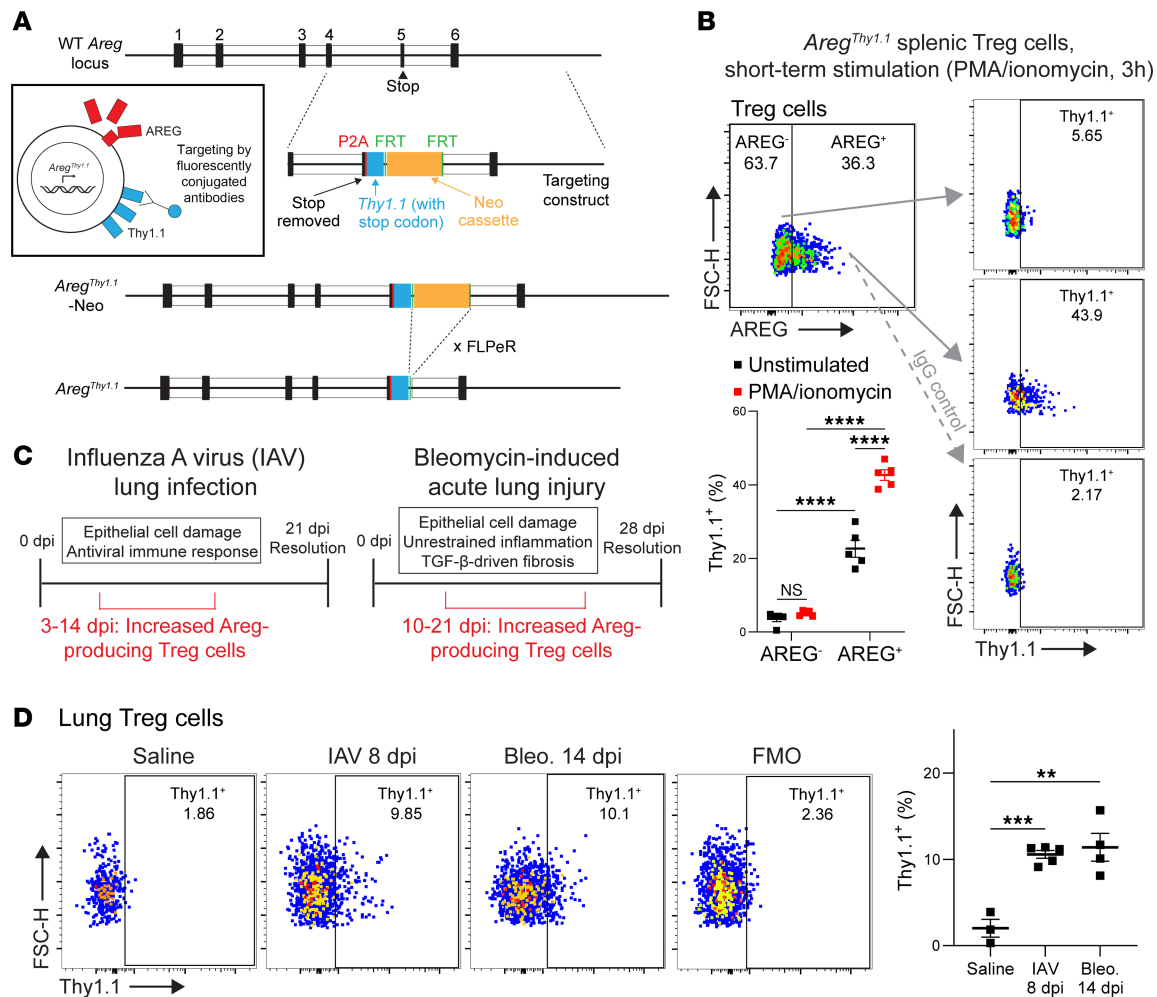 A
WT Areg
locus
1 2 3 4 5 6
Stop
AREG
Areg^Thy1.1
Targeting by
fluorescently
conjugated
antibodies
Thy1.1
P2A FRT FRT
Stop
removed
Thy1.1 (with
stop codon)
Neo
cassette
Targeting
construct
Areg^Thy1.1
-Neo
x FLPeR
Areg^Thy1.1
B
Areg^Thy1.1 splenic Treg cells,
short-term stimulation (PMA/ionomycin, 3h)
Treg cells
AREG⁻
63.7
AREG⁺
36.3
FSC-H
AREG
Thy1.1⁺
5.65
Thy1.1⁺
43.9
IgG control
Thy1.1⁺
2.17
FSC-H
Thy1.1
Unstimulated
PMA/ionomycin
Thy1.1⁺ (%)
60
40
20
0
****
****
****
NS
AREG⁻ AREG⁺
C
Influenza A virus (IAV)
lung infection
0 dpi
Epithelial cell damage
Antiviral immune response
21 dpi
Resolution
3-14 dpi: Increased Areg-
producing Treg cells
Bleomycin-induced
acute lung injury
0 dpi
Epithelial cell damage
Unrestrained inflammation
TGF-β-driven fibrosis
28 dpi
Resolution
10-21 dpi: Increased Areg-
producing Treg cells
D
Lung Treg cells
Saline
Thy1.1⁺
1.86
IAV 8 dpi
Thy1.1⁺
9.85
Bleo. 14 dpi
Thy1.1⁺
10.1
FMO
Thy1.1⁺
2.36
FSC-H
Thy1.1
Thy1.1⁺ (%)
20
10
0
**
***
Saline
IAV
8 dpi
Bleo.
14 dpi